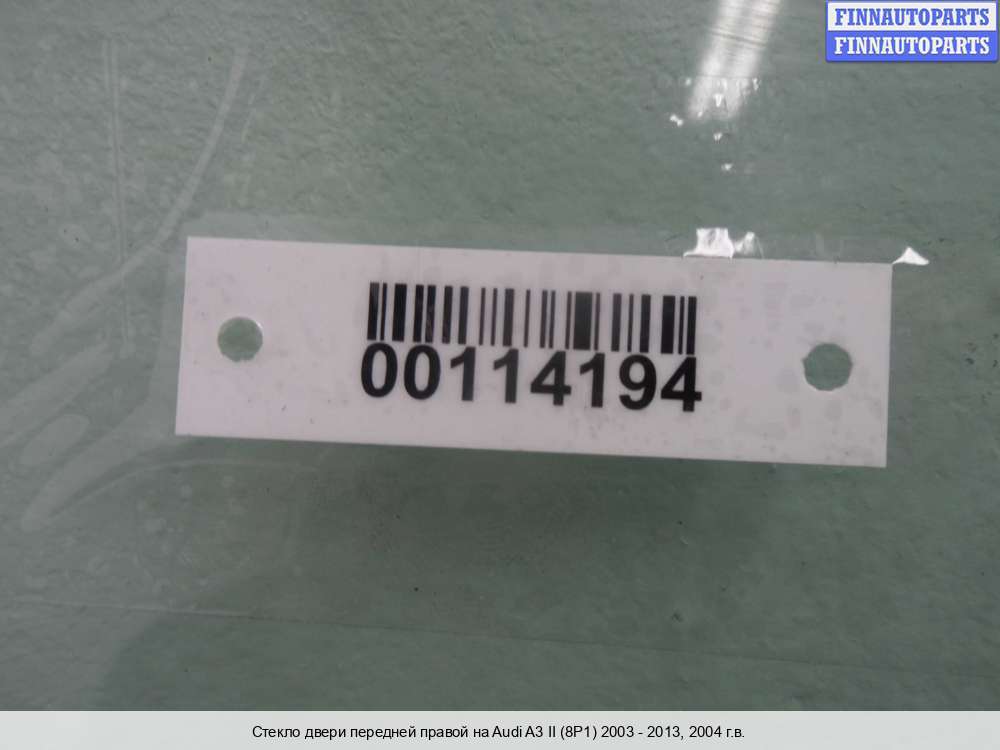 FINNAUTOPARTS
FINNAUTOPARTS
00114194
Стекло двери передней правой на Audi A3 II (8P1) 2003 - 2013, 2004 г.в.